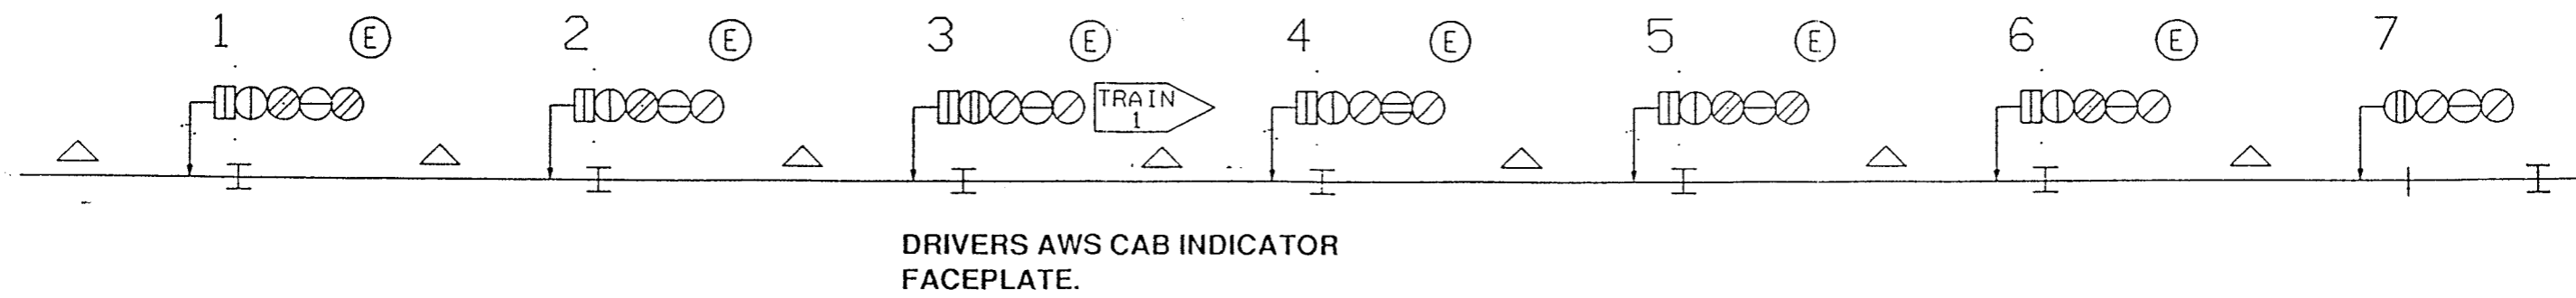 1 E 2 E 3 E 4 E 5 E 6 E 7
TRAIN
1
DRIVERS AWS CAB INDICATOR
FACEPLATE.